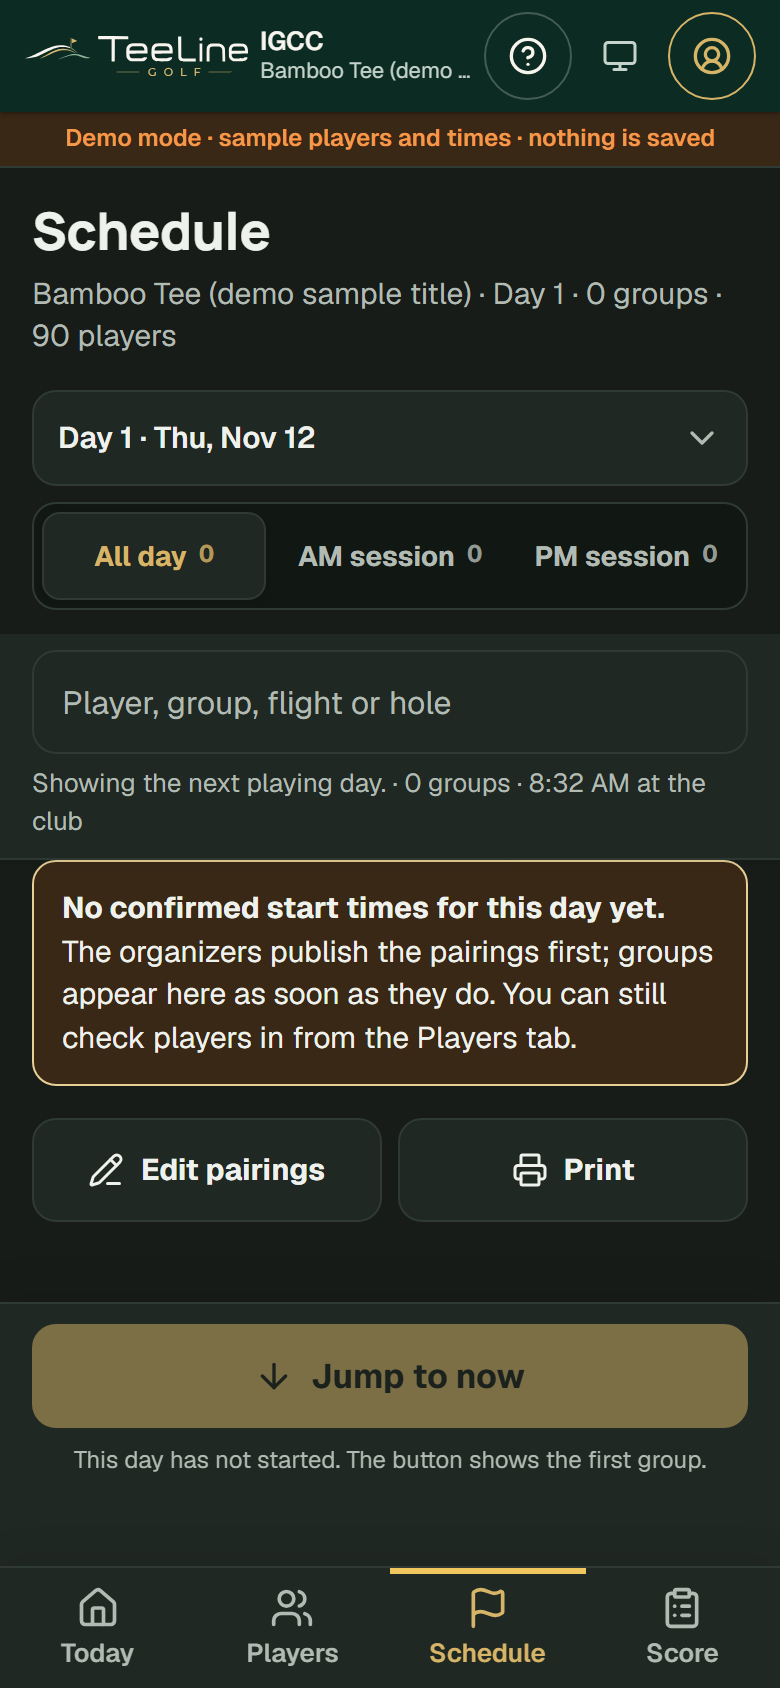 TeeLine
GOLF
IGCC
Bamboo Tee (demo ...
Demo mode · sample players and times · nothing is saved
Schedule
Bamboo Tee (demo sample title) · Day 1 · 0 groups ·
90 players
Day 1 · Thu, Nov 12
All day 0
AM session 0
PM session 0
Player, group, flight or hole
Showing the next playing day. · 0 groups · 8:32 AM at the
club
No confirmed start times for this day yet.
The organizers publish the pairings first; groups
appear here as soon as they do. You can still
check players in from the Players tab.
Edit pairings
Print
Jump to now
This day has not started. The button shows the first group.
Today
Players
Schedule
Score